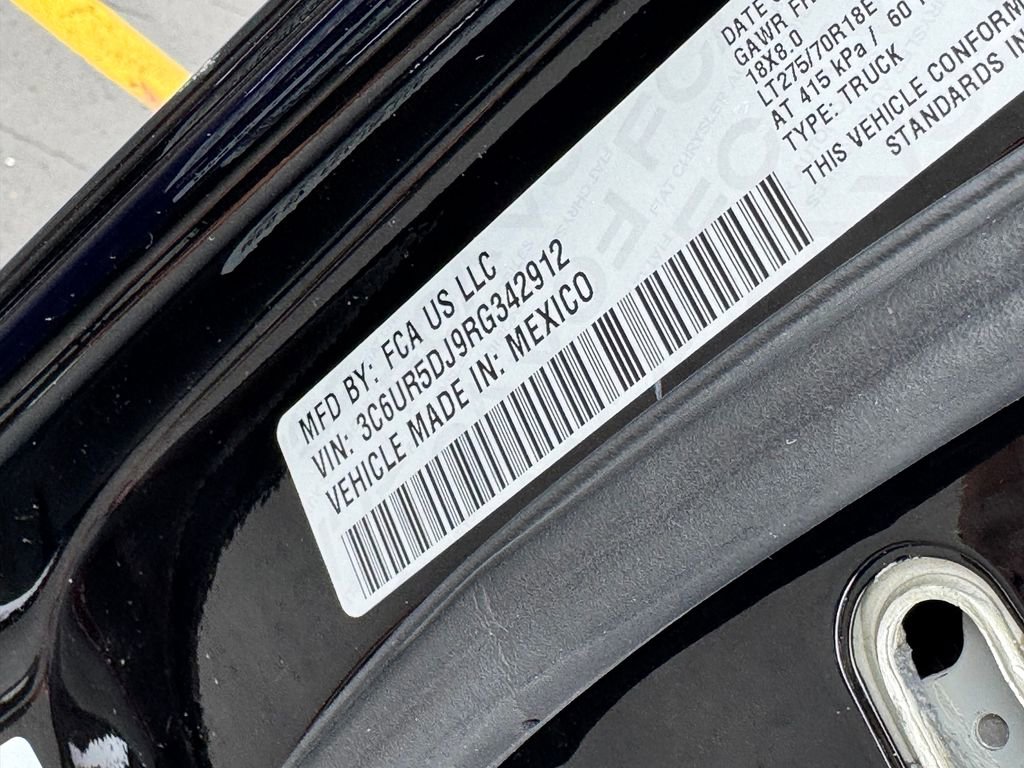 MFD BY: FCA US LLC
VIN: 3C6UR5DJ9RG342912
VEHICLE MADE IN: MEXICO
DATE
GAWR
18X8.0
LT275/70R18E
AT 415 kPa / 60
TYPE: TRUCK
THIS VEHICLE CONFORM
STANDARDS IN